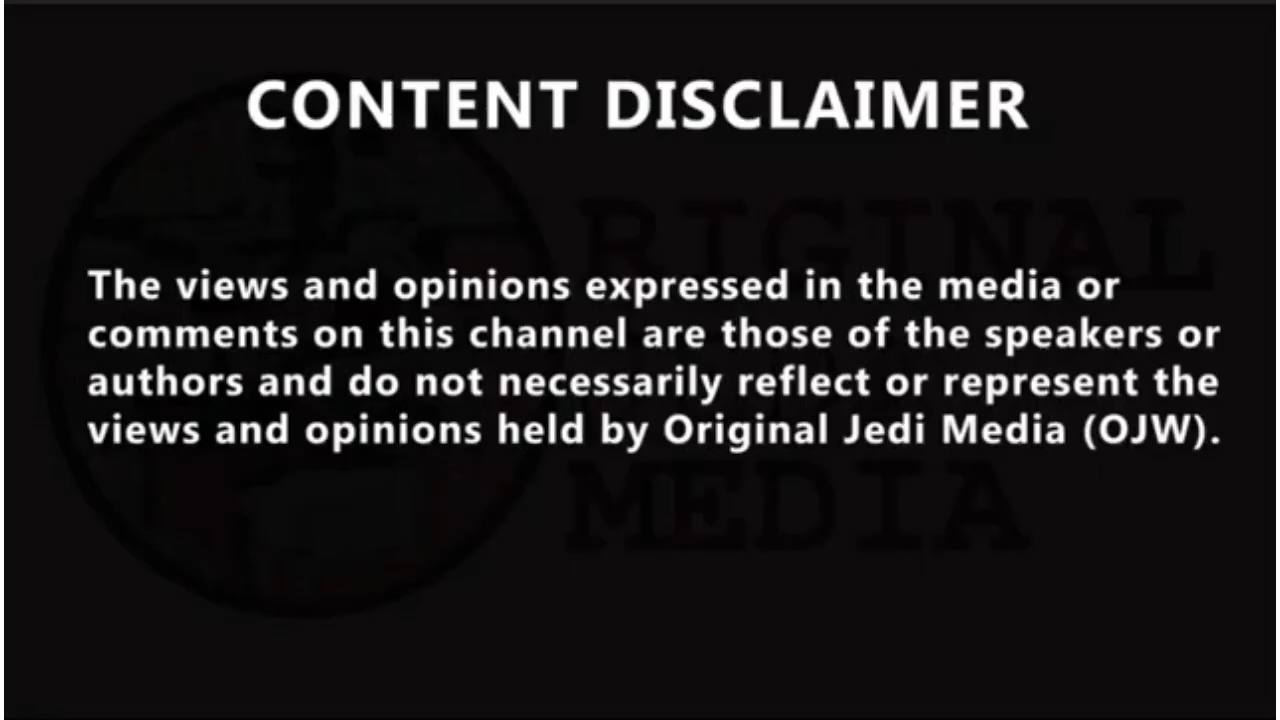 CONTENT DISCLAIMER
RIGINAL
The views and opinions expressed in the media or
comments on this channel are those of the speakers or
authors and do not necessarily reflect or represent the
views and opinions held by Original Jedi Media (OJW).
MEDIA